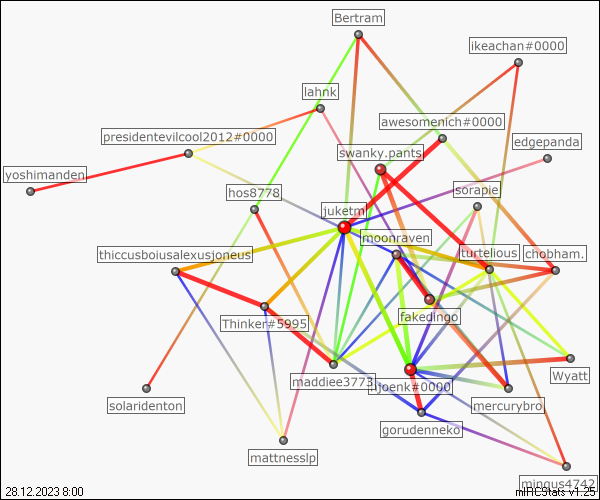 Bertram
ikeachan#0000
lahnk
awesomenich#0000
presidentevilcool2012#0000
edgepanda
swanky.pants
yoshimanden
sorapie
hos8778
juketm
moonraven
thiccusboiusalexusjoneus
turtelious
chobham.
Thinker#5995
fakedingo
maddiee3773
joenk#0000
Wyatt
solaridenton
mercurybro
gorudenneko
mattnesslp
mingus4742
28.12.2023 8:00
mIRCStats v1.25